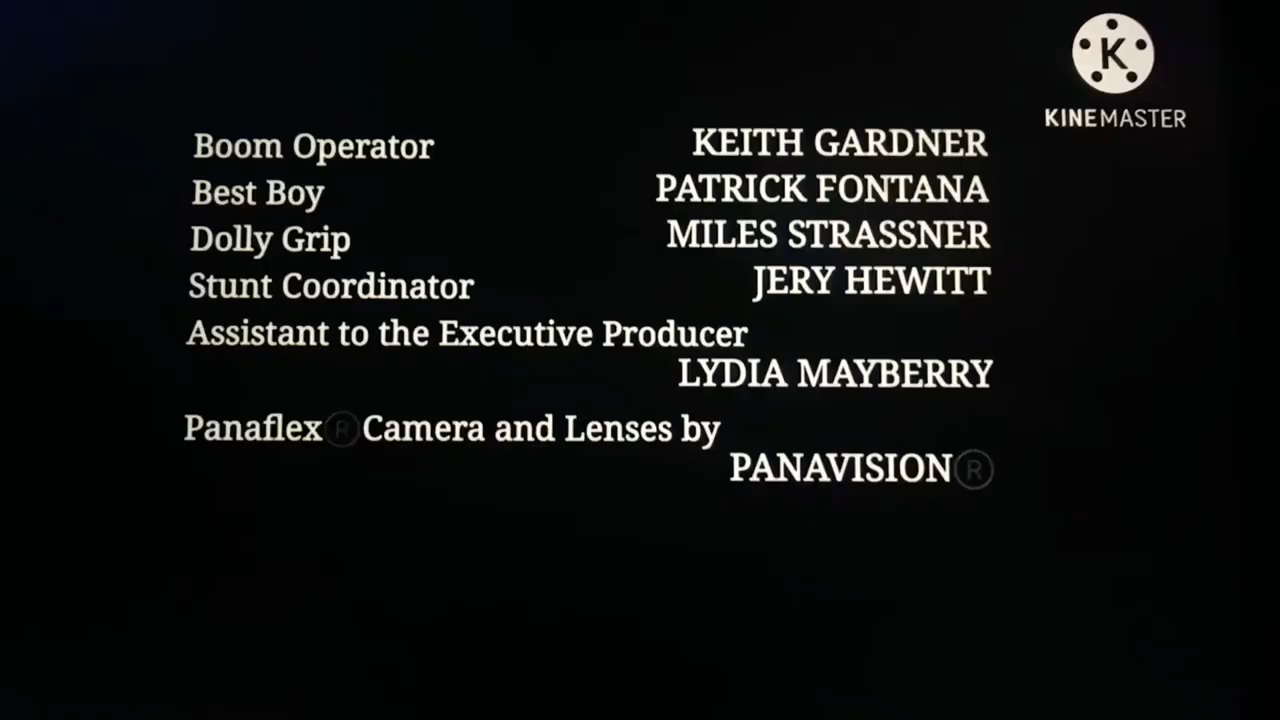 KINEMASTER
Boom Operator KEITH GARDNER
Best Boy PATRICK FONTANA
Dolly Grip MILES STRASSNER
Stunt Coordinator JERY HEWITT
Assistant to the Executive Producer
LYDIA MAYBERRY
Panaflex® Camera and Lenses by
PANAVISION®